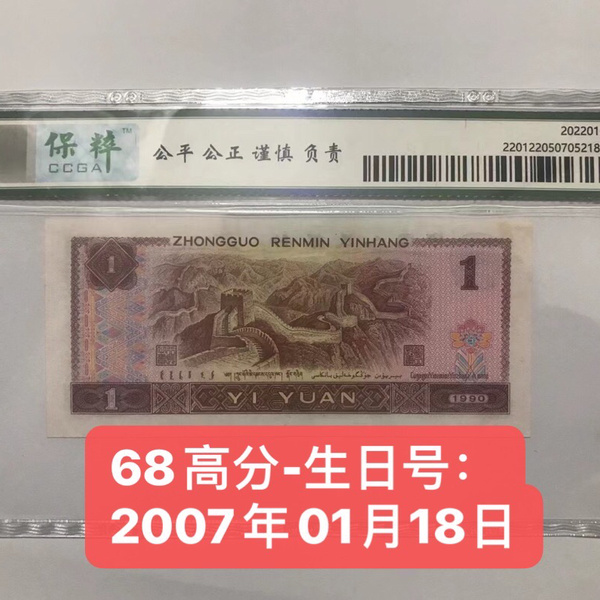 保粹™
CCGA
公平 公正 谨慎 负责
202201
220122050705218
ZHONGGUO RENMIN YINHANG
1
1
1
YI YUAN
1990
68高分-生日号：
2007年01月18日